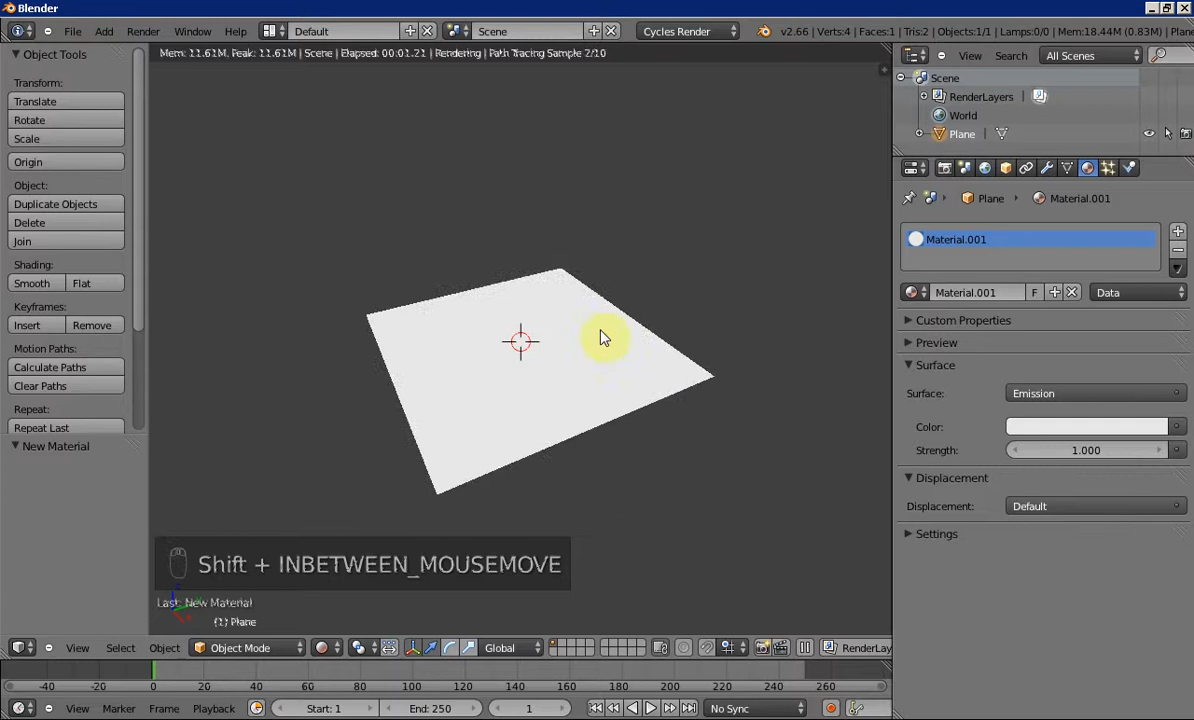 Blender
File Add Render Window Help Default Scene Cycles Render v2.66 | Verts:4 | Faces:1 | Tris:2 | Objects:1/1 | Lamps:0/0 | Mem:18.44M (0.83M) | Plane
Mem: 11.61M, Peak: 11.61M | Scene | Elapsed: 00:01.21 | Rendering | Path Tracing Sample 2/10
Object Tools
Transform:
Translate
Rotate
Scale
Origin
Object:
Duplicate Objects
Delete
Join
Shading:
Smooth Flat
Keyframes:
Insert Remove
Motion Paths:
Calculate Paths
Clear Paths
Repeat:
Repeat Last
New Material
Shift + INBETWEEN_MOUSEMOVE
Last: New Material
(1) Plane
View Select Object Object Mode Global RenderLay
View Search All Scenes
Scene
RenderLayers
World
Plane
Plane Material.001
Material.001
Material.001 F Data
Custom Properties
Preview
Surface
Surface: Emission
Color:
Strength: 1.000
Displacement
Displacement: Default
Settings
-40 -20 0 20 40 60 80 100 120 140 160 180 200 220 240 260
View Marker Frame Playback Start: 1 End: 250 1 No Sync